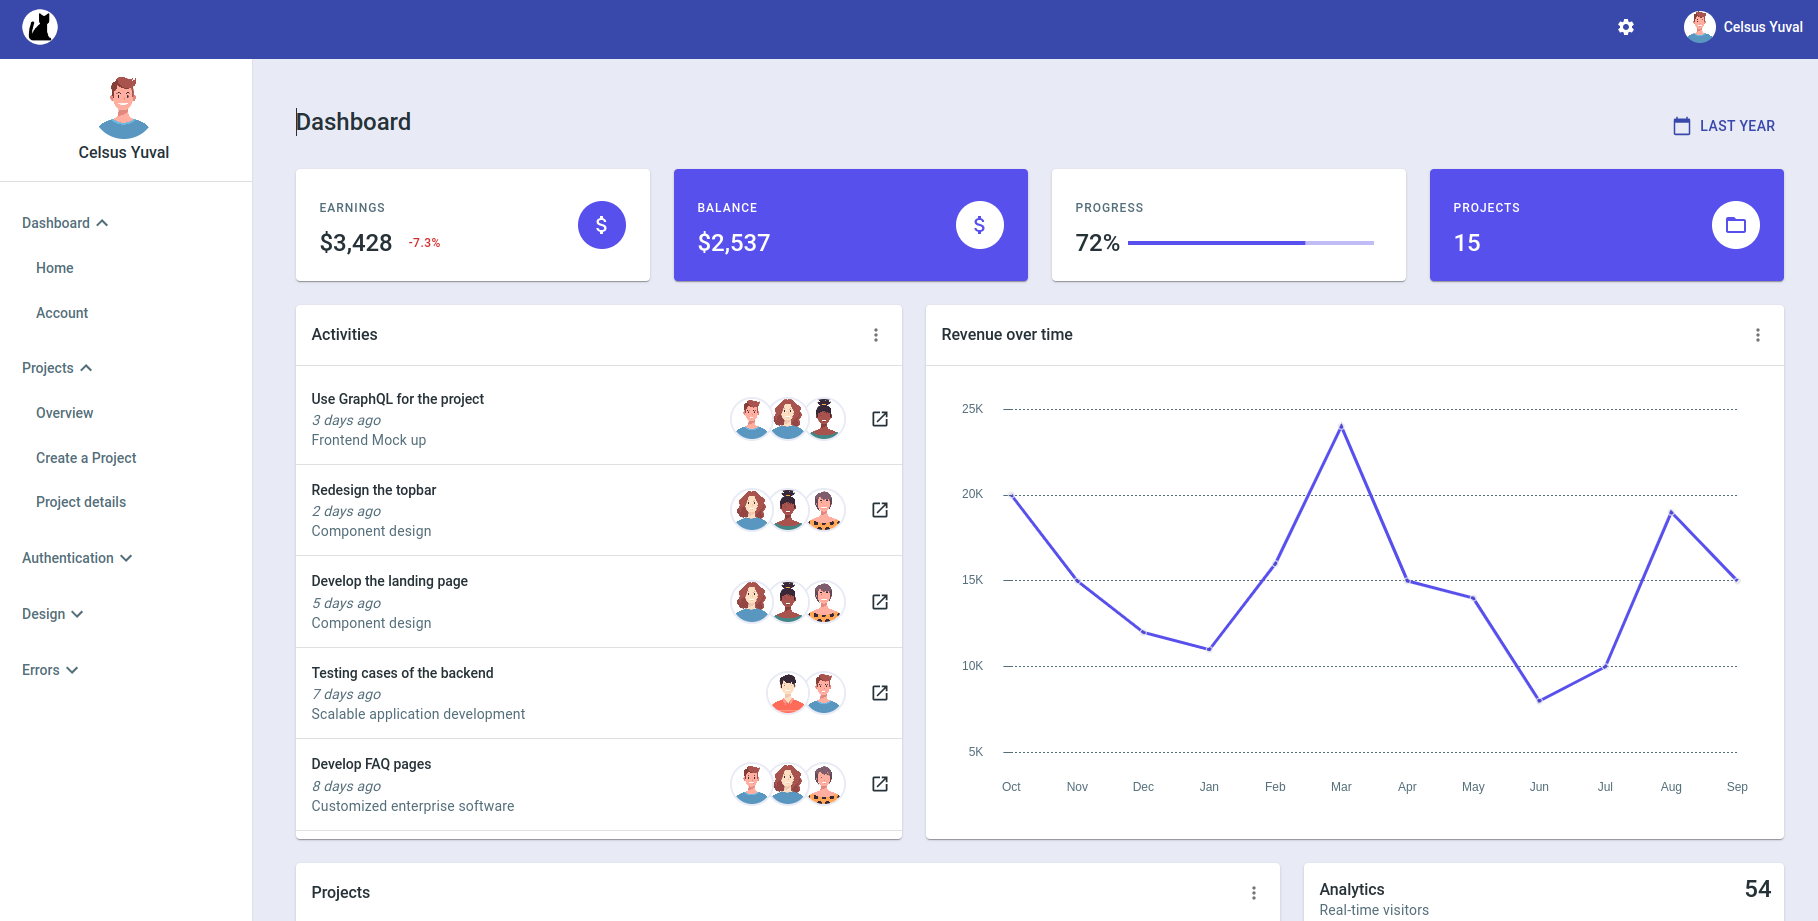 Celsus Yuval
Celsus Yuval
Dashboard
Home
Account
Projects
Overview
Create a Project
Project details
Authentication
Design
Errors
Dashboard
LAST YEAR
EARNINGS
$3,428 -7.3%
$
BALANCE
$2,537
$
PROGRESS
72%
PROJECTS
15
Activities
Use GraphQL for the project
3 days ago
Frontend Mock up
Redesign the topbar
2 days ago
Component design
Develop the landing page
5 days ago
Component design
Testing cases of the backend
7 days ago
Scalable application development
Develop FAQ pages
8 days ago
Customized enterprise software
Revenue over time
25K
20K
15K
10K
5K
Oct Nov Dec Jan Feb Mar Apr May Jun Jul Aug Sep
Projects
Analytics
54
Real-time visitors